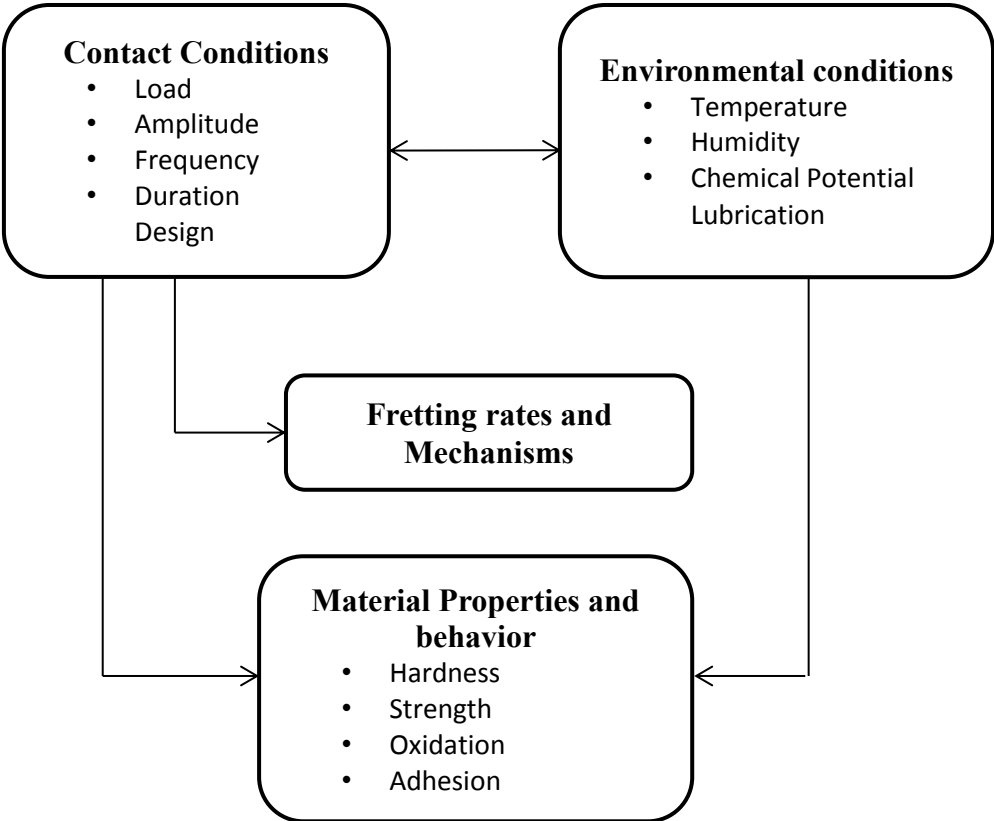 Contact Conditions
• Load
• Amplitude
• Frequency
• Duration
Design
Environmental conditions
• Temperature
• Humidity
• Chemical Potential
Lubrication
Fretting rates and
Mechanisms
Material Properties and
behavior
• Hardness
• Strength
• Oxidation
• Adhesion